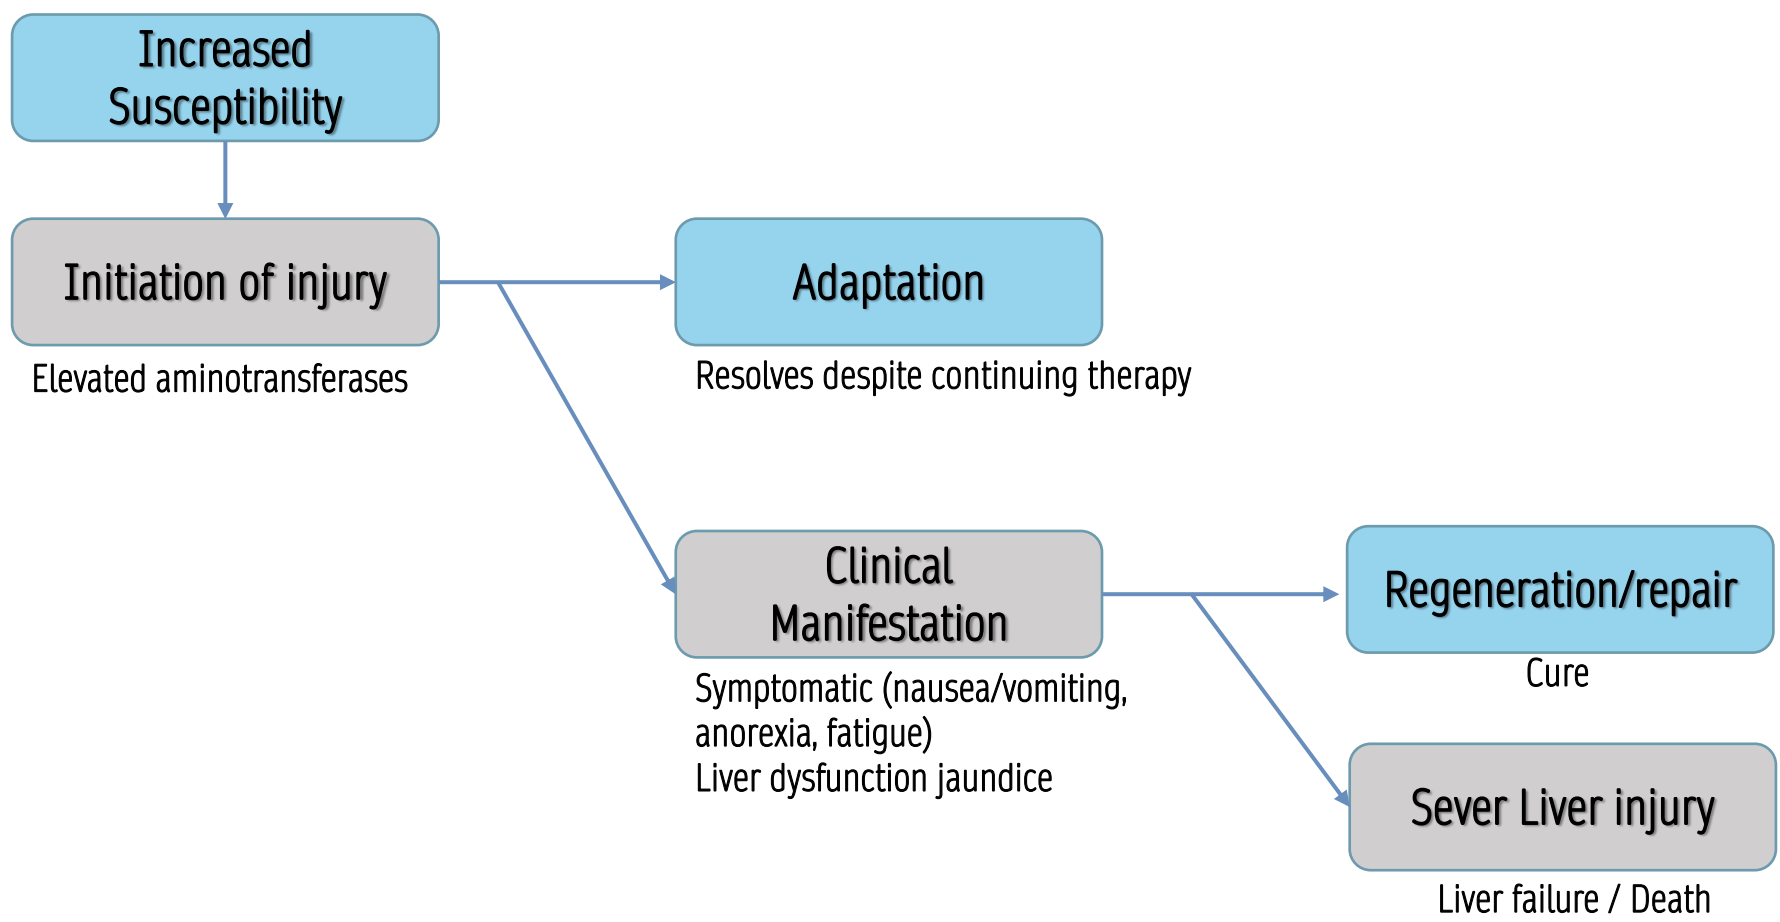 Increased
Susceptibility
Initiation of injury
Elevated aminotransferases
Adaptation
Resolves despite continuing therapy
Clinical
Manifestation
Symptomatic (nausea/vomiting,
anorexia, fatigue)
Liver dysfunction jaundice
Regeneration/repair
Cure
Sever Liver injury
Liver failure / Death